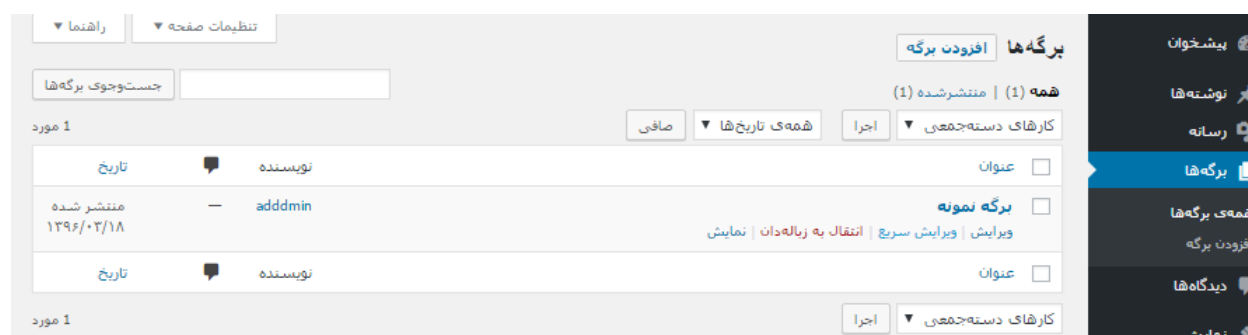 راهنما ▼ تنظیمات صفحه ▼
برگه‌ها افزودن برگه
همه (1) | منتشرشده (1)
جست‌وجوی برگه‌ها
کارهای دسته‌جمعی ▼ اجرا همه‌ی تاریخ‌ها ▼ صافی
1 مورد
عنوان نویسنده تاریخ
برگه نمونه adddmin — منتشر شده
ویرایش | ویرایش سریع | انتقال به زباله‌دان | نمایش ۱۳۹۶/۰۳/۱۸
عنوان نویسنده تاریخ
کارهای دسته‌جمعی ▼ اجرا 1 مورد
پیشخوان
نوشته‌ها
رسانه
برگه‌ها
همه‌ی برگه‌ها
افزودن برگه
دیدگاه‌ها